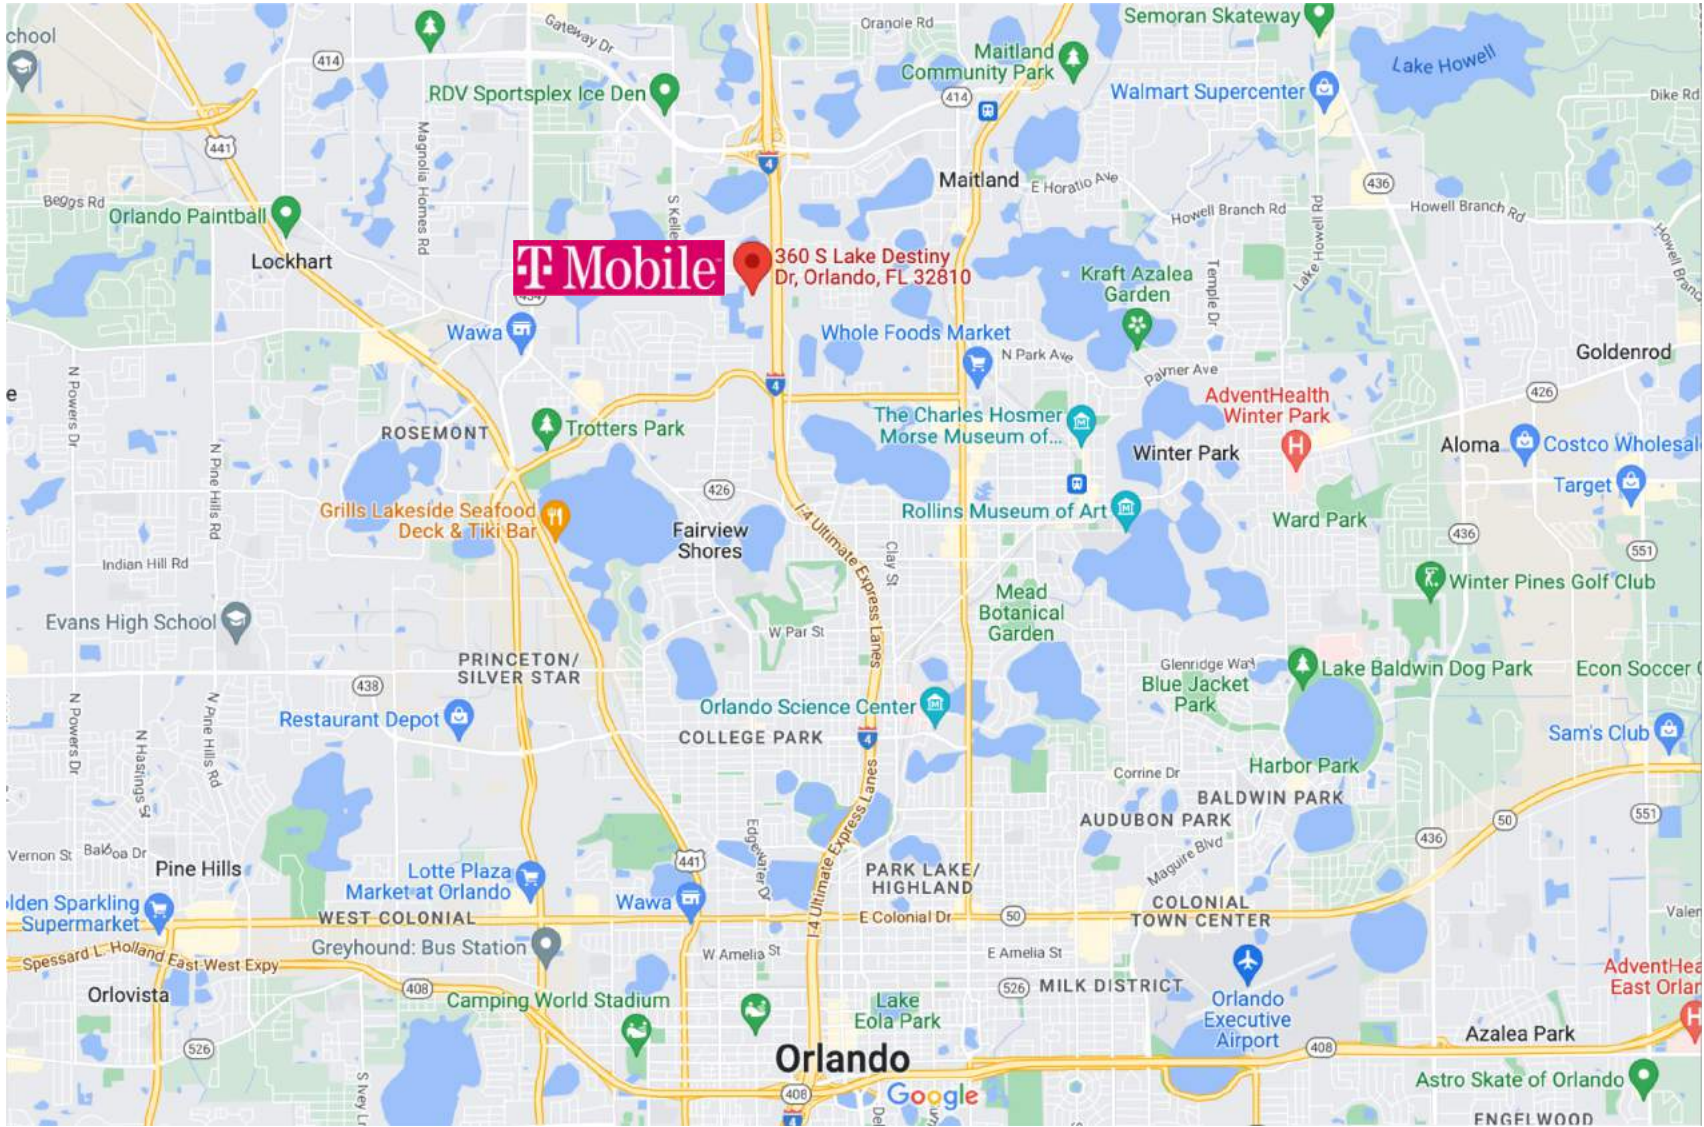 chool
414
Gateway Dr
Oranole Rd
Semoran Skateway
Maitland
Community Park
Lake Howell
RDV Sportsplex Ice Den
414
Walmart Supercenter
Dike Rd
441
Magnolia Homes Rd
4
Maitland
E Horatio Ave
436
Beggs Rd
Orlando Paintball
S Kelle
Howell Branch Rd
Lake Howell Rd
Howell Branch Rd
Howell Branc
Lockhart
T Mobile
360 S Lake Destiny
Dr, Orlando, FL 32810
Kraft Azalea
Garden
Temple Dr
Wawa
Whole Foods Market
N Park Ave
Palmer Ave
Goldenrod
e
N Powers Dr
4
AdventHealth
Winter Park
426
ROSEMONT
Trotters Park
The Charles Hosmer
Morse Museum of...
Winter Park
Aloma
Costco Wholesal
N Pine Hills Rd
426
Target
Grills Lakeside Seafood
Deck & Tiki Bar
Fairview
Shores
I-4 Ultimate Express Lanes
Rollins Museum of Art
Ward Park
436
551
Indian Hill Rd
Clay St
Winter Pines Golf Club
Evans High School
W Par St
Mead
Botanical
Garden
PRINCETON/
SILVER STAR
438
Glenridge Way
Blue Jacket
Park
Lake Baldwin Dog Park
Econ Soccer
N Powers Dr
N Pine Hills Rd
N Hastings St
Restaurant Depot
Orlando Science Center
COLLEGE PARK
4
Sam's Club
Harbor Park
Corrine Dr
BALDWIN PARK
AUDUBON PARK
50
551
436
I-4 Ultimate Express Lanes
Edgewater Dr
Vernon St
Balboa Dr
Pine Hills
441
Maguire Blvd
PARK LAKE/
HIGHLAND
Lotte Plaza
Market at Orlando
lden Sparkling
Supermarket
WEST COLONIAL
Wawa
E Colonial Dr
50
COLONIAL
TOWN CENTER
Valen
Greyhound: Bus Station
W Amelia St
E Amelia St
Spessard L. Holland East-West Expy
Orlovista
408
Camping World Stadium
Lake
Eola Park
526
MILK DISTRICT
Orlando
Executive
Airport
AdventHea
East Orlan
Azalea Park
526
Orlando
408
S Ivey L
408
Google
4
Astro Skate of Orlando
ENGELWOOD